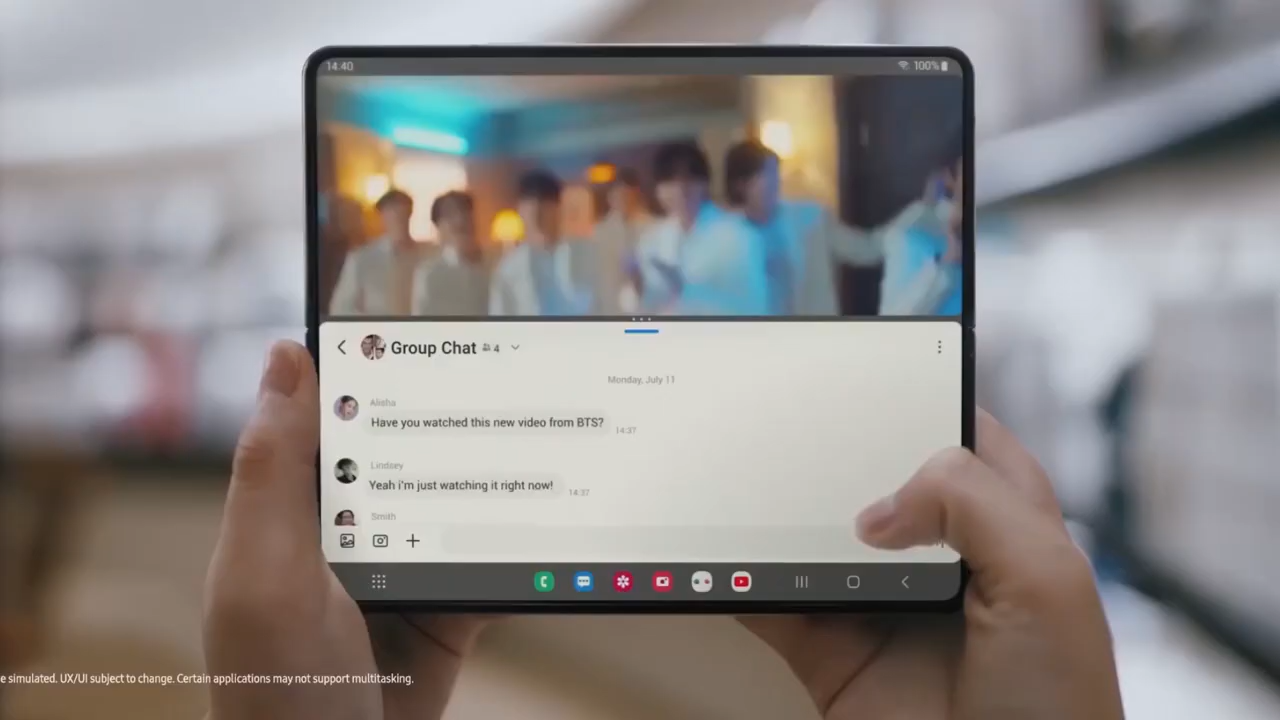 14:40
100%
Group Chat 4
Monday, July 11
Alisha
Have you watched this new video from BTS?
14:37
Lindsey
Yeah i'm just watching it right now!
14:37
Smith
e simulated. UX/UI subject to change. Certain applications may not support multitasking.